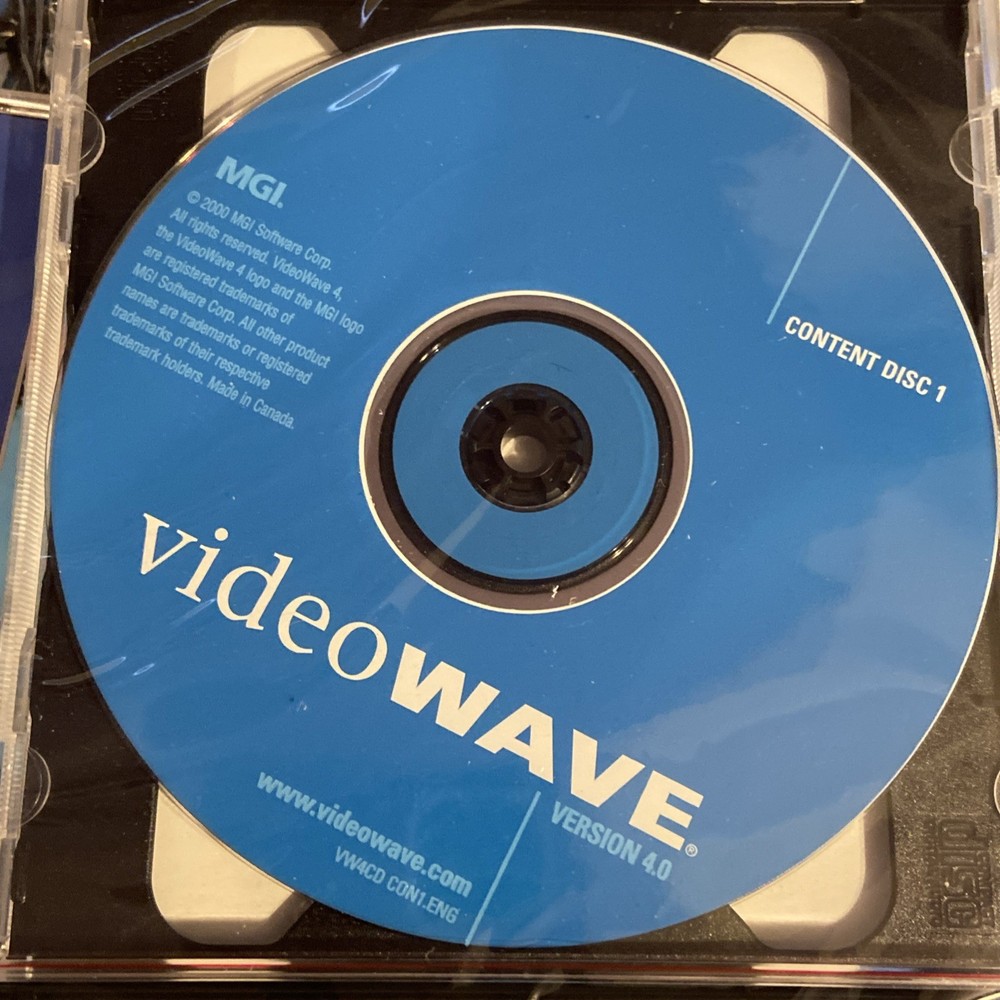 MGI.
© 2000 MGI Software Corp.
All rights reserved. VideoWave 4,
the VideoWave 4 logo and the MGI logo
are registered trademarks of
MGI Software Corp. All other product
names are trademarks or registered
trademarks of their respective
trademark holders. Made in Canada.
CONTENT DISC 1
videoWAVE®
VERSION 4.0
www.videowave.com
VW4CD CON1.ENG
disc